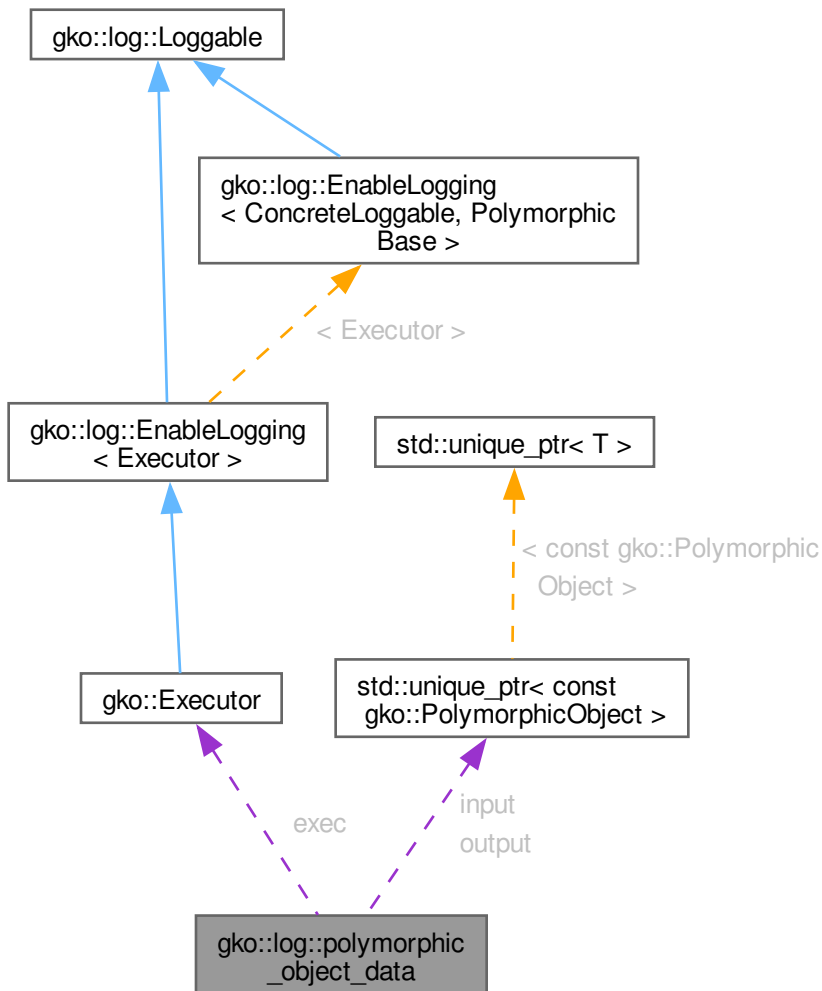 gko::log::Loggable
gko::log::EnableLogging
< ConcreteLoggable, Polymorphic
Base >
< Executor >
gko::log::EnableLogging
< Executor >
std::unique_ptr< T >
< const gko::Polymorphic
Object >
gko::Executor
std::unique_ptr< const
gko::PolymorphicObject >
exec
input
output
gko::log::polymorphic
_object_data